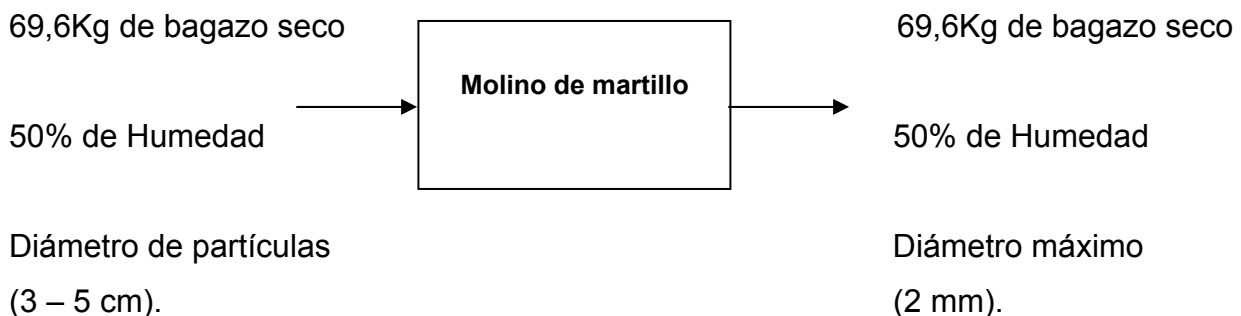 69,6Kg de bagazo seco
69,6Kg de bagazo seco
Molino de martillo
50% de Humedad
50% de Humedad
Diámetro de partículas
Diámetro máximo
(3 – 5 cm).
(2 mm).